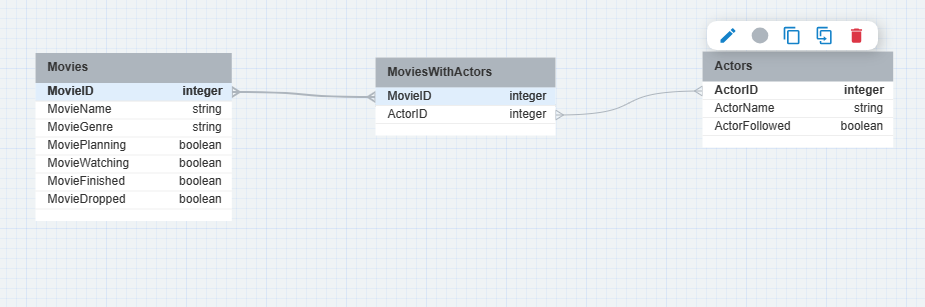 Movies
MovieID integer
MovieName string
MovieGenre string
MoviePlanning boolean
MovieWatching boolean
MovieFinished boolean
MovieDropped boolean
MoviesWithActors
MovieID integer
ActorID integer
Actors
ActorID integer
ActorName string
ActorFollowed boolean